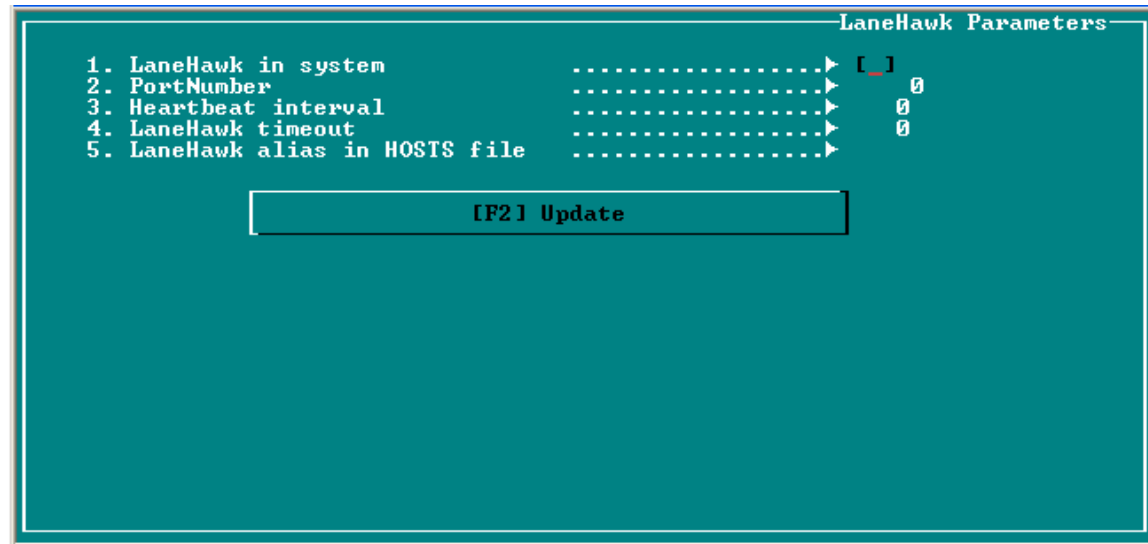 LaneHawk Parameters
1. LaneHawk in system ..................▶ [_]
2. PortNumber ..................▶ 0
3. Heartbeat interval ..................▶ 0
4. LaneHawk timeout ..................▶ 0
5. LaneHawk alias in HOSTS file ..................▶
[F2] Update